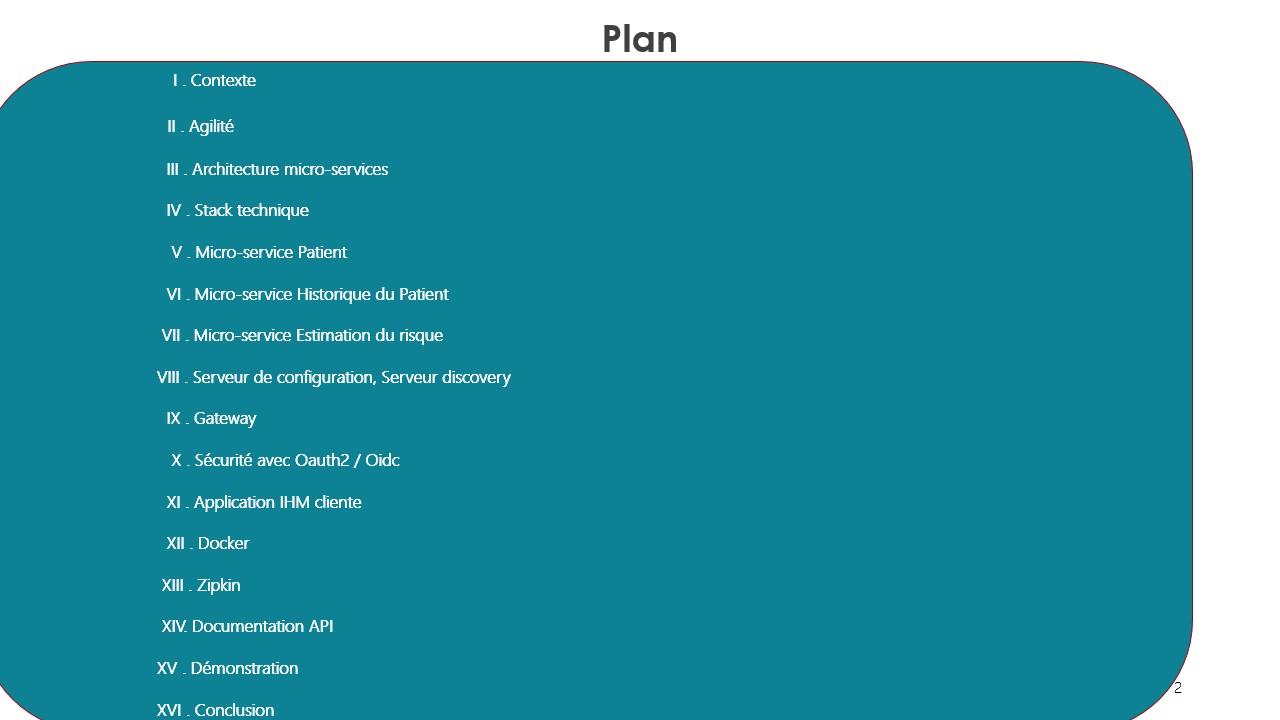 Plan
I . Contexte
II . Agilité
III . Architecture micro-services
IV . Stack technique
V . Micro-service Patient
VI . Micro-service Historique du Patient
VII . Micro-service Estimation du risque
VIII . Serveur de configuration, Serveur discovery
IX . Gateway
X . Sécurité avec Oauth2 / Oidc
XI . Application IHM cliente
XII . Docker
XIII . Zipkin
XIV. Documentation API
XV . Démonstration
XVI . Conclusion
2